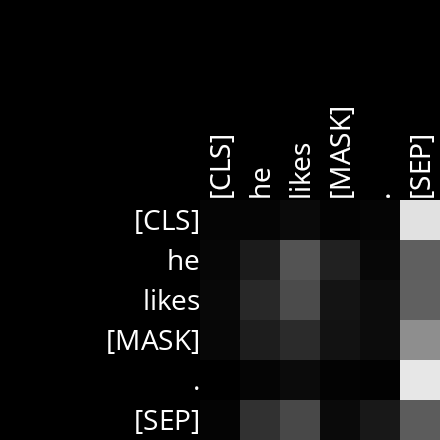 [CLS]
he
likes
[MASK]
.
[SEP]
[CLS]
he
likes
[MASK]
.
[SEP]